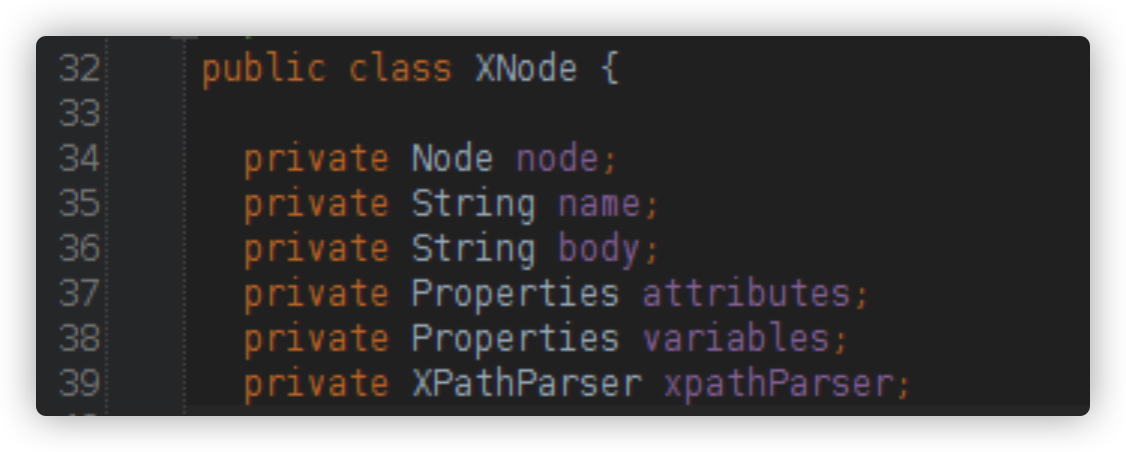 32 public class XNode {
33
34 private Node node;
35 private String name;
36 private String body;
37 private Properties attributes;
38 private Properties variables;
39 private XPathParser xpathParser;